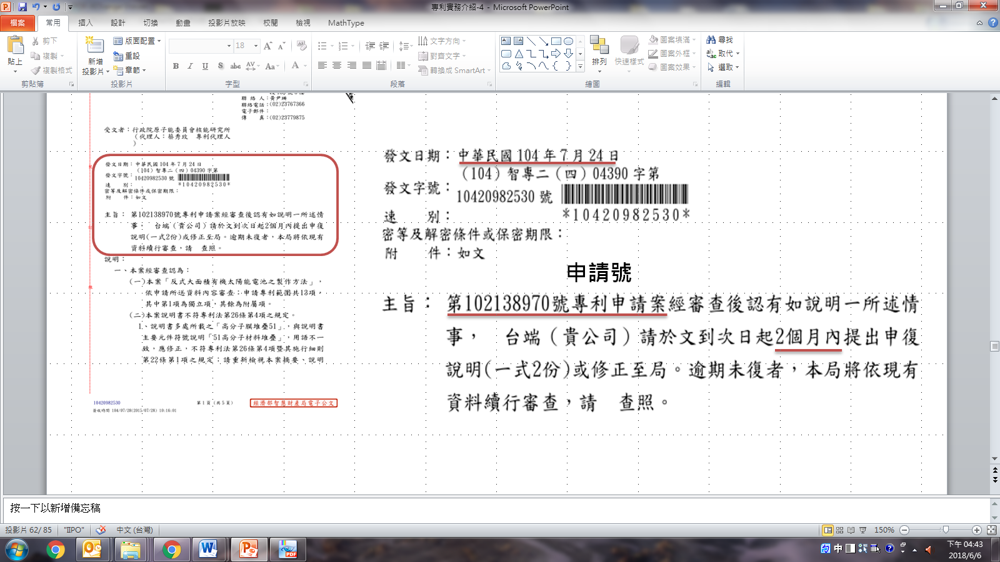 專利實務介紹-4 - Microsoft PowerPoint
檔案 常用 插入 設計 切換 動畫 投影片放映 校閱 檢視 MathType
貼上 剪下 複製 複製格式 剪貼簿
新增投影片 版面配置 重設 章節 投影片
18 B I U S abc AV Aa A 字型
文字方向 對齊文字 轉換成 SmartArt 段落
排列 快速樣式 圖案填滿 圖案外框 圖案效果 繪圖
尋找 取代 選取 編輯
聯 絡 人：黃尹珊
聯絡電話：(02)23767366
電子郵件：
傳 真：(02)23779875
受文者：行政院原子能委員會核能研究所
（代理人：蔡秀玫 專利代理人
）
發文日期：中華民國 104 年 7 月 24 日
（104）智專二（四）04390 字第
發文字號：10420982530 號
*10420982530*
速 別：
密等及解密條件或保密期限：
附 件：如文
主旨： 第102138970號專利申請案經審查後認有如說明一所述情
事， 台端（貴公司）請於文到次日起2個月內提出申復
說明(一式2份)或修正至局。逾期未復者，本局將依現有
資料續行審查，請 查照。
說明：
一、本案經審查認為：
(一)本案「反式大面積有機太陽能電池之製作方法」，
依申請所送資料內容審查：申請專利範圍共13項，
其中第1項為獨立項，其餘為附屬項。
(二)本案說明書不符專利法第26條第4項之規定。
1、說明書多處所載之「高分子膜堆疊51」，與說明書
主要元件符號說明「51高分子材料堆疊」，用語不一
致，應修正，不符專利法第26條第4項暨其施行細則
第22條第1項之規定；請重新檢視本案摘要、說明
10420982530
第 1 頁 (共 5 頁)
經濟部智慧財產局電子公文
簽收時間 104/07/28(2015/07/28) 10:16:01
發文日期：中華民國 104 年 7 月 24 日
（104）智專二（四）04390 字第
發文字號：
10420982530 號
速 別：
*10420982530*
密等及解密條件或保密期限：
附 件：如文
申請號
主旨： 第102138970號專利申請案經審查後認有如說明一所述情
事， 台端（貴公司）請於文到次日起2個月內提出申復
說明(一式2份)或修正至局。逾期未復者，本局將依現有
資料續行審查，請 查照。
按一下以新增備忘稿
投影片 62/ 85 "IIPO" 中文 (台灣) 150%
中
下午 04:43
2018/6/6